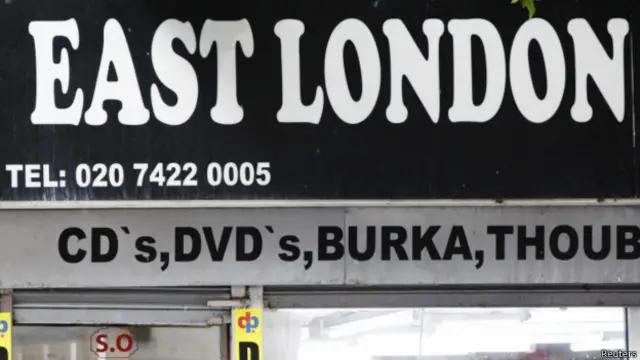 EAST LONDON
TEL: 020 7422 0005
CD`s,DVD`s,BURKA,THOUB
S.O
Reuters